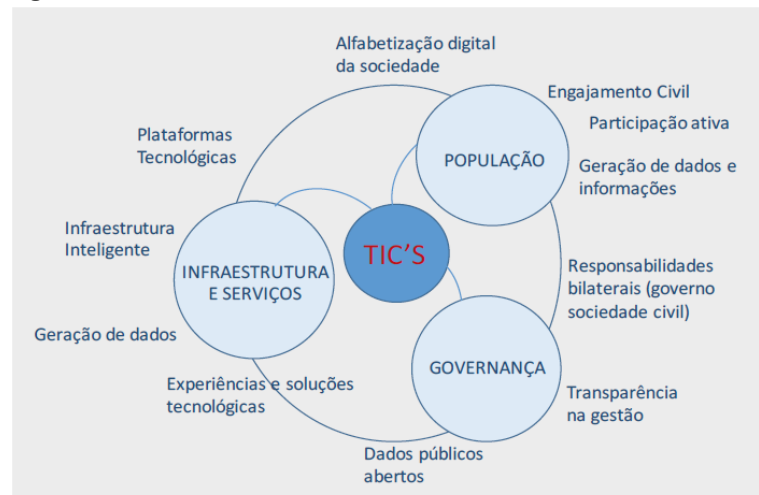 Alfabetização digital
da sociedade
Engajamento Civil
Participação ativa
Plataformas
Tecnológicas
POPULAÇÃO
Geração de dados e
informações
Infraestrutura
Inteligente
TIC'S
INFRAESTRUTURA
E SERVIÇOS
Responsabilidades
bilaterais (governo
sociedade civil)
Geração de dados
GOVERNANÇA
Experiências e soluções
tecnológicas
Transparência
na gestão
Dados públicos
abertos